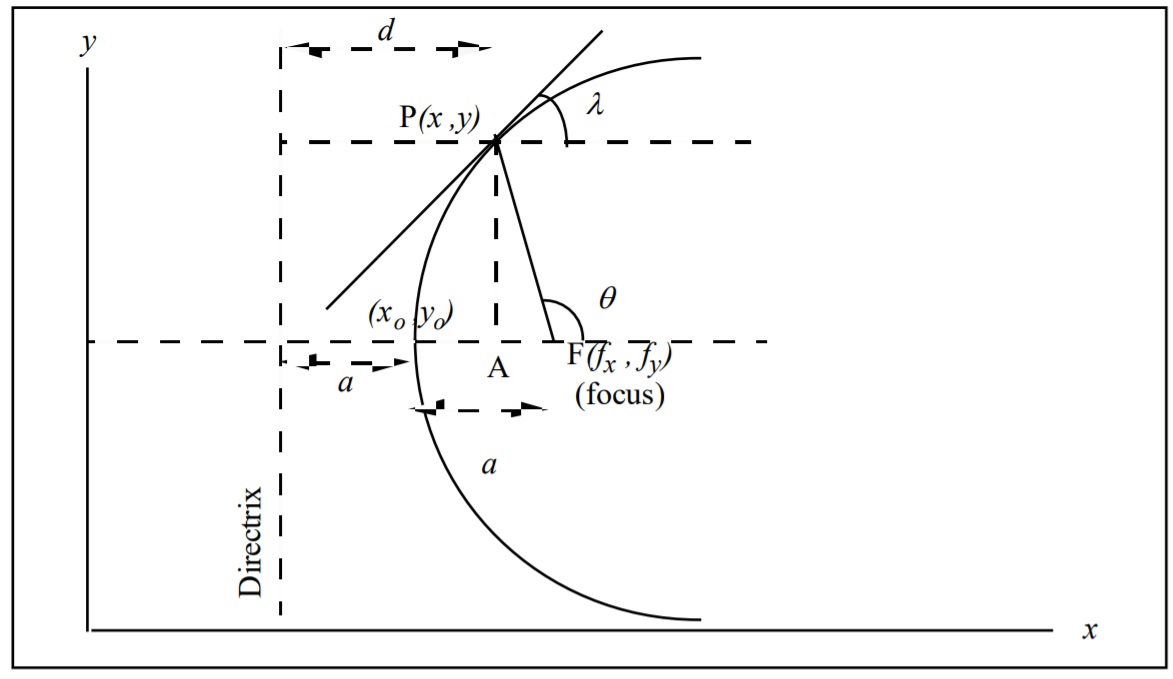 d
y
λ
P(x ,y)
θ
(xo ,yo)
F(fx , fy)
A
(focus)
a
a
Directrix
x